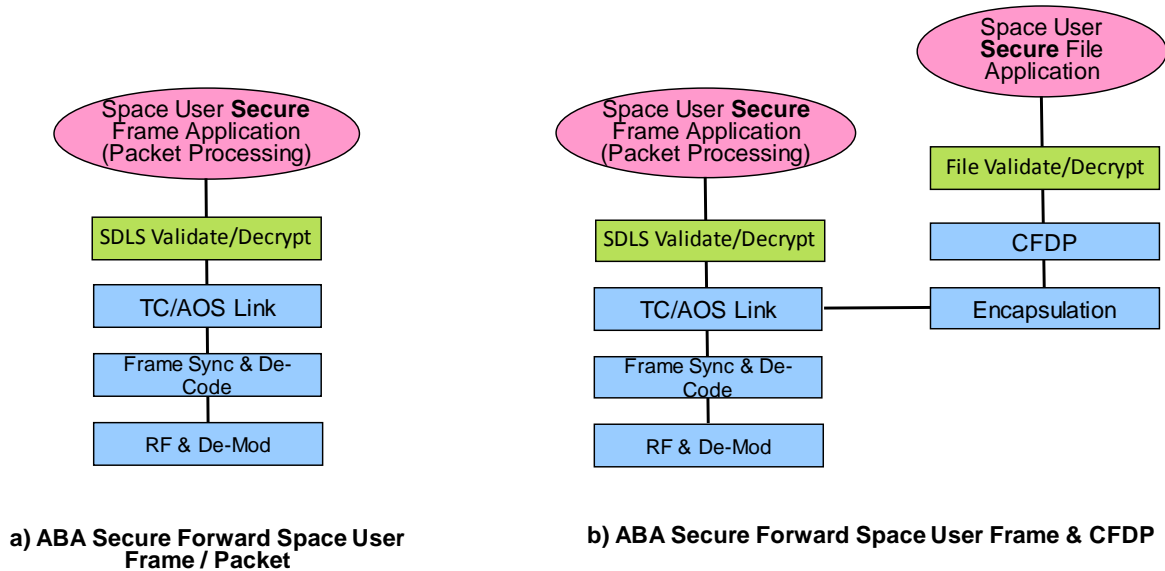 Space User Secure
Frame Application
(Packet Processing)
SDLS Validate/Decrypt
TC/AOS Link
Frame Sync & De-
Code
RF & De-Mod
a) ABA Secure Forward Space User
Frame / Packet
Space User Secure
Frame Application
(Packet Processing)
SDLS Validate/Decrypt
TC/AOS Link
Frame Sync & De-
Code
RF & De-Mod
Space User
Secure File
Application
File Validate/Decrypt
CFDP
Encapsulation
b) ABA Secure Forward Space User Frame & CFDP